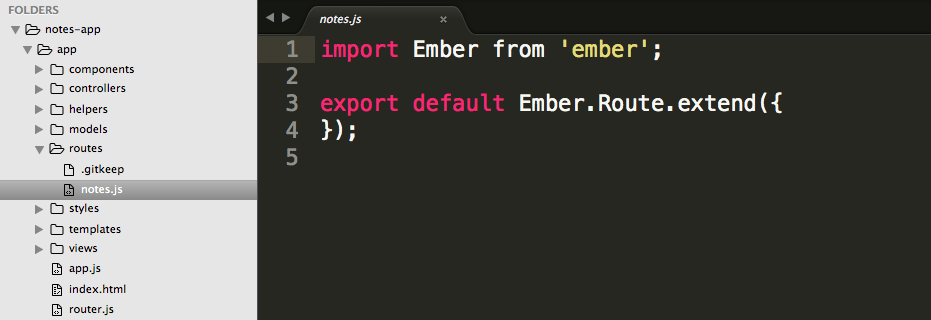 FOLDERS
notes-app
app
components
controllers
helpers
models
routes
.gitkeep
notes.js
styles
templates
views
app.js
index.html
router.js
notes.js ×
1 import Ember from 'ember';
2
3 export default Ember.Route.extend({
4 });
5